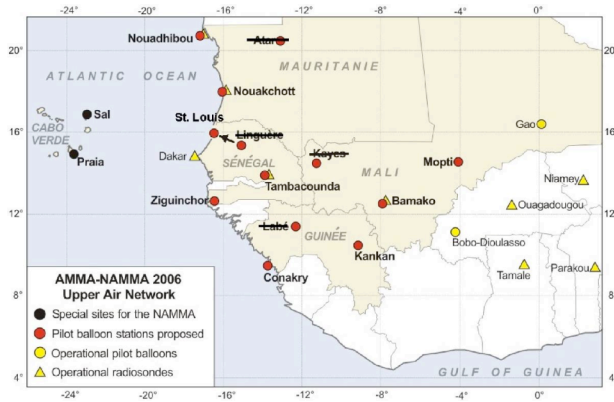 -24° -20° -16° -12° -8° -4° 0°
20° 20°
Nouadhibou
Atar
ATLANTIC OCEAN
MAURITANIE
Sal
Nouakchott
CABO
VERDE
St. Louis
Gao
16° 16°
Linguère
Praia
Dakar
SÉNÉGAL
Kayes
Mopti
Tambacounda
MALI
Niamey
Ziguinchor
Bamako
Ouagadougou
12° 12°
Labé
GUINÉE
Bobo-Dioulasso
Kankan
Conakry
Tamale
Parakou
AMMA-NAMMA 2006
Upper Air Network
Special sites for the NAMMA
Pilot balloon stations proposed
Operational pilot balloons
Operational radiosondes
8° 8°
4° 4°
GULF OF GUINEA
-24° -20° -16° -12° -8° -4° 0°